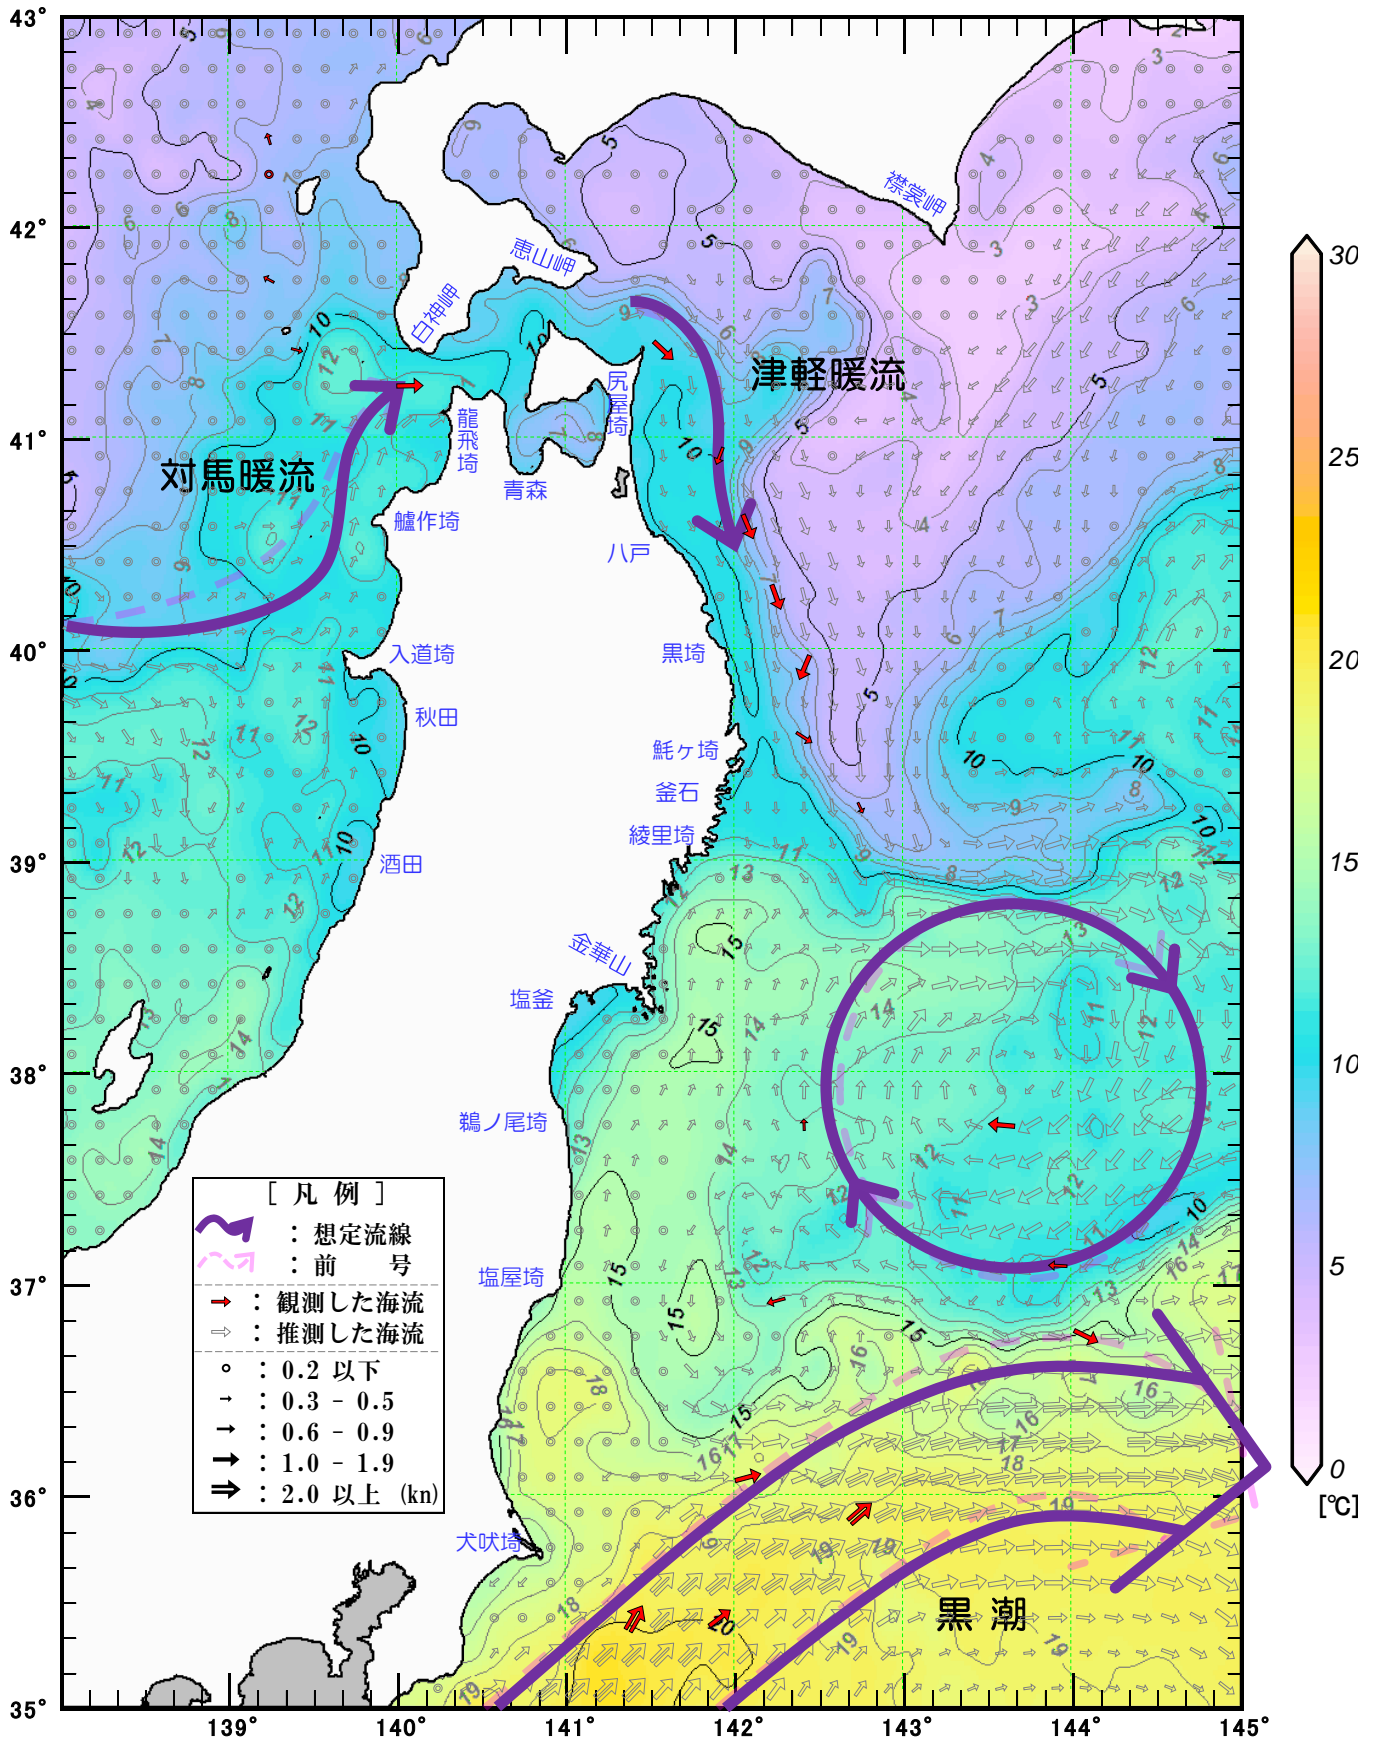 43°
42°
41°
40°
39°
38°
37°
36°
35°
139°
140°
141°
142°
143°
144°
145°
襟裳岬
恵山岬
白神岬
津軽暖流
尻屋埼
龍飛埼
対馬暖流
青森
艫作埼
八戸
入道埼
黒埼
秋田
魹ヶ埼
釜石
綾里埼
酒田
金華山
塩釜
鵜ノ尾埼
塩屋埼
犬吠埼
黒潮
[ 凡 例 ]
: 想定流線
: 前 号
: 観測した海流
: 推測した海流
: 0.2 以下
: 0.3 - 0.5
: 0.6 - 0.9
: 1.0 - 1.9
: 2.0 以上 (kn)
30
25
20
15
10
5
0
[℃]